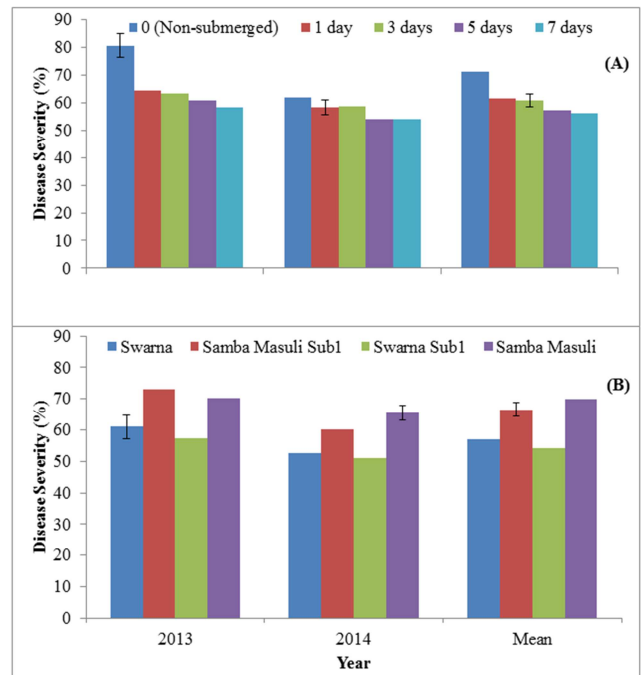 90
80
70
60
50
40
30
20
10
0
Disease Severity (%)
0 (Non-submerged) 1 day 3 days 5 days 7 days
(A)
90
80
70
60
50
40
30
20
10
0
Disease Severity (%)
Swarna Samba Masuli Sub1 Swarna Sub1 Samba Masuli
(B)
2013 2014 Mean
Year